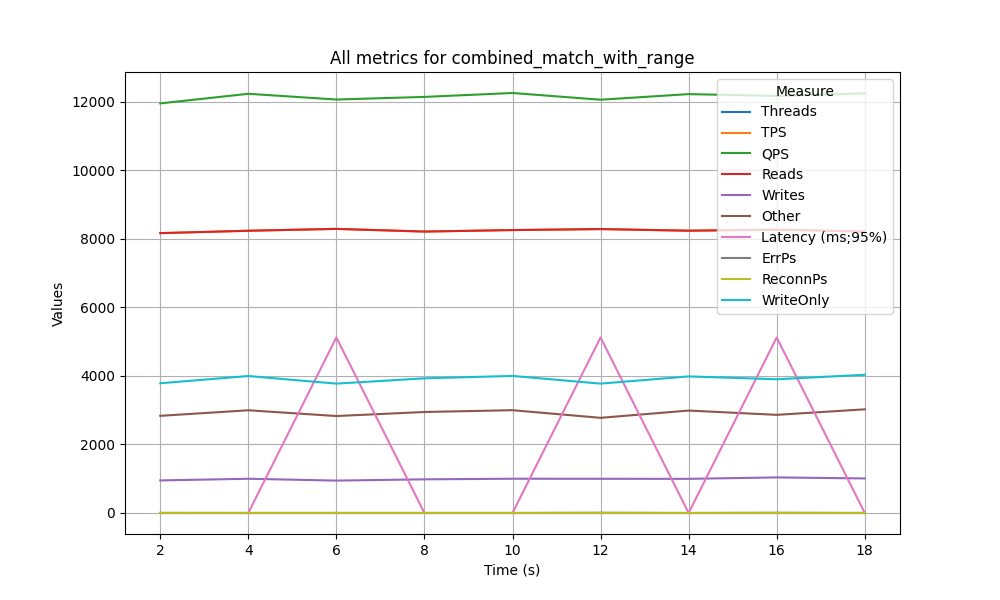 All metrics for combined_match_with_range
12000
10000
8000
6000
4000
2000
0
Values
2 4 6 8 10 12 14 16 18
Time (s)
Measure
Threads
TPS
QPS
Reads
Writes
Other
Latency (ms;95%)
ErrPs
ReconnPs
WriteOnly